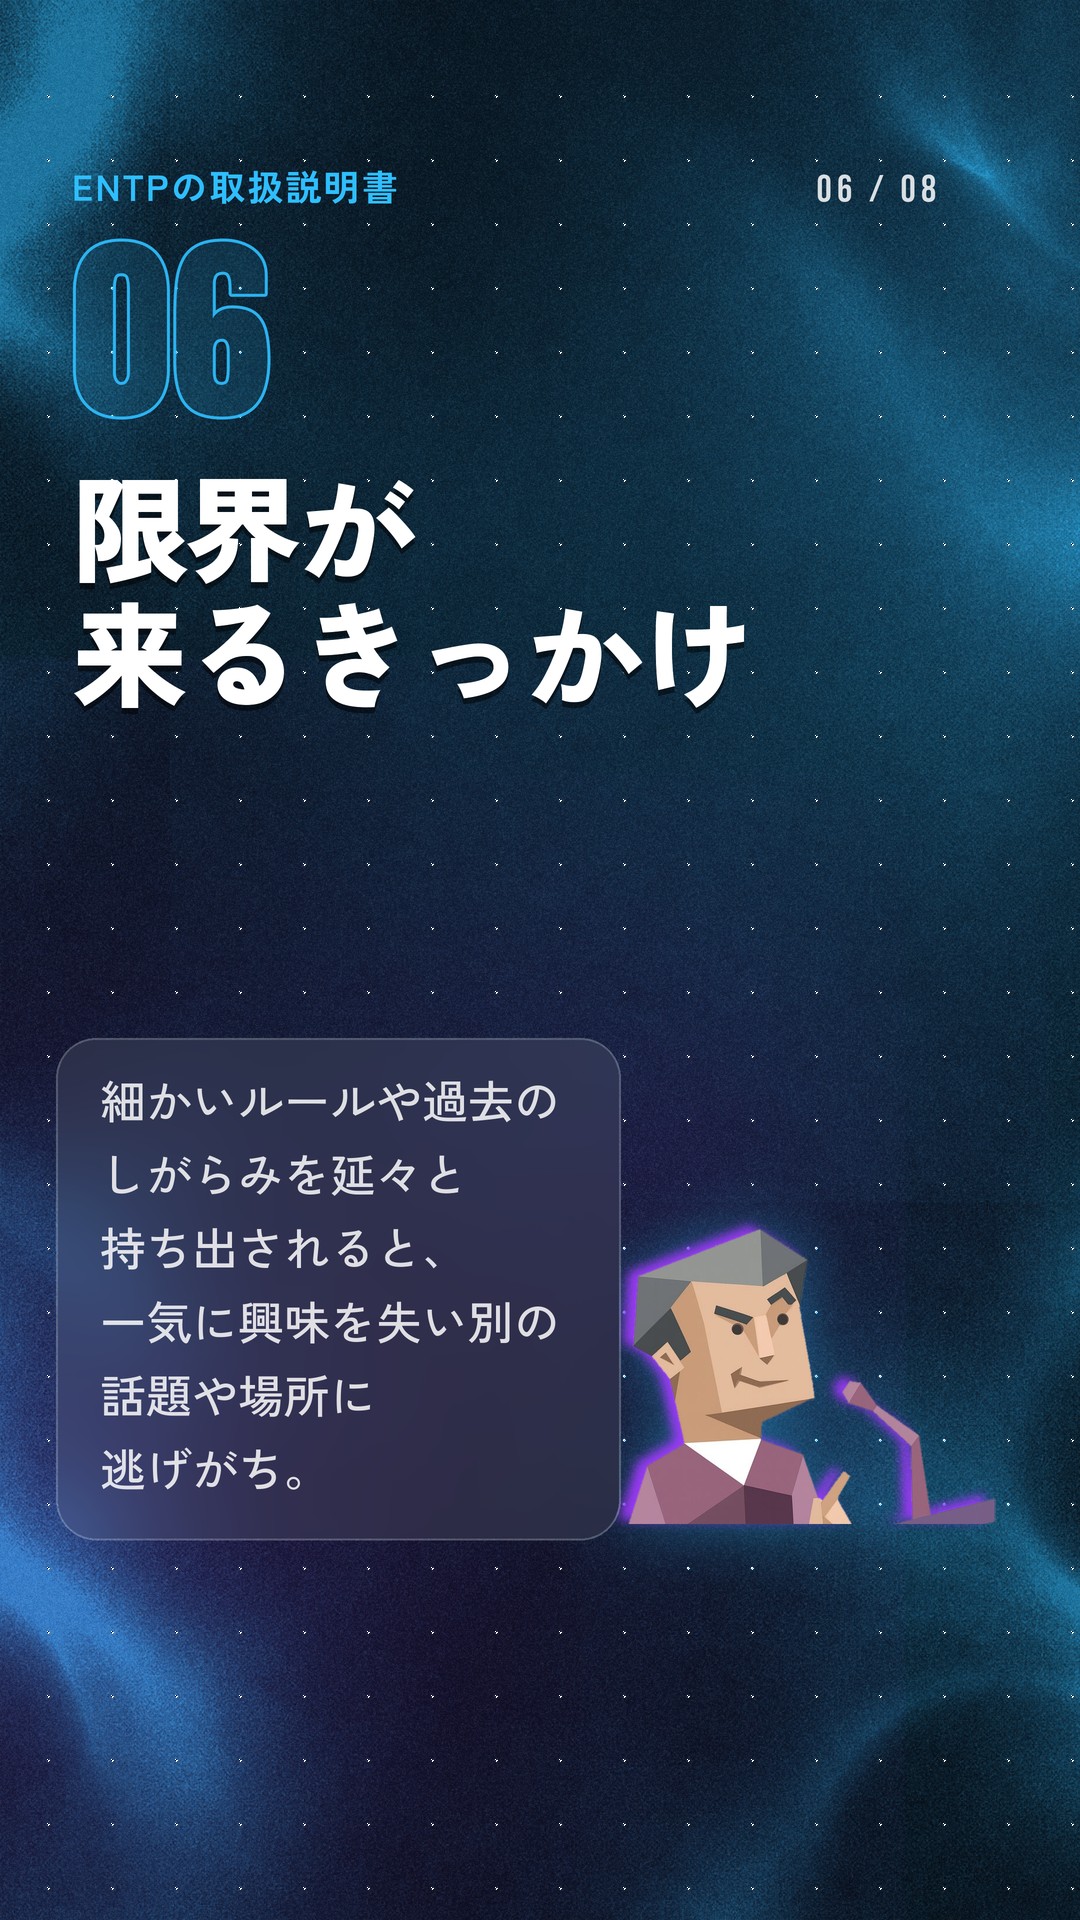 ENTPの取扱説明書
06 / 08
06
限界が
来るきっかけ
細かいルールや過去の
しがらみを延々と
持ち出されると、
一気に興味を失い別の
話題や場所に
逃げがち。